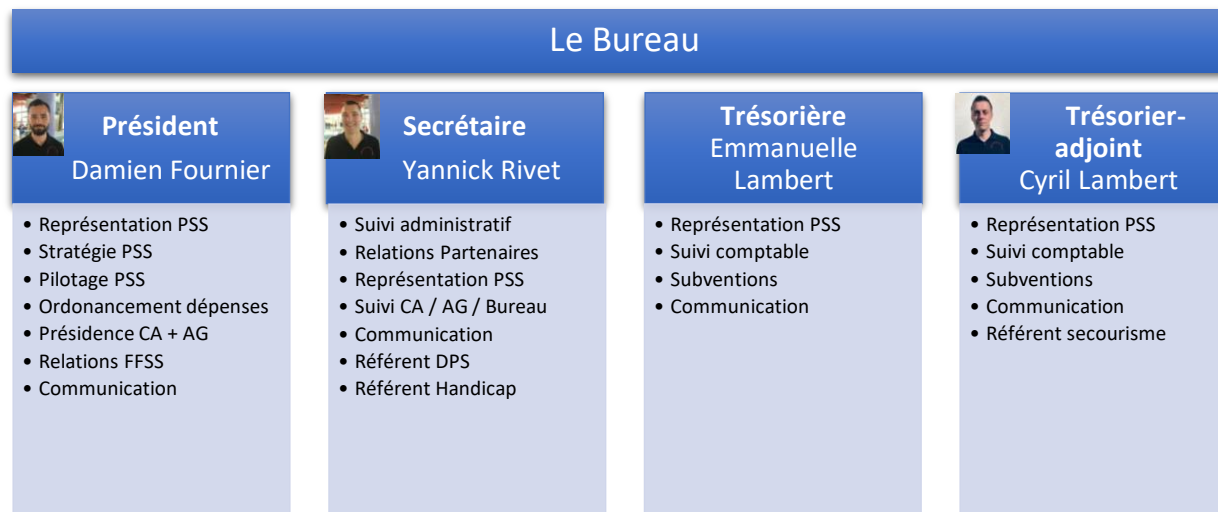 Le Bureau
Président
Damien Fournier
• Représentation PSS
• Stratégie PSS
• Pilotage PSS
• Ordonancement dépenses
• Présidence CA + AG
• Relations FFSS
• Communication
Secrétaire
Yannick Rivet
• Suivi administratif
• Relations Partenaires
• Représentation PSS
• Suivi CA / AG / Bureau
• Communication
• Référent DPS
• Référent Handicap
Trésorière
Emmanuelle
Lambert
• Représentation PSS
• Suivi comptable
• Subventions
• Communication
Trésorier-
adjoint
Cyril Lambert
• Représentation PSS
• Suivi comptable
• Subventions
• Communication
• Référent secourisme